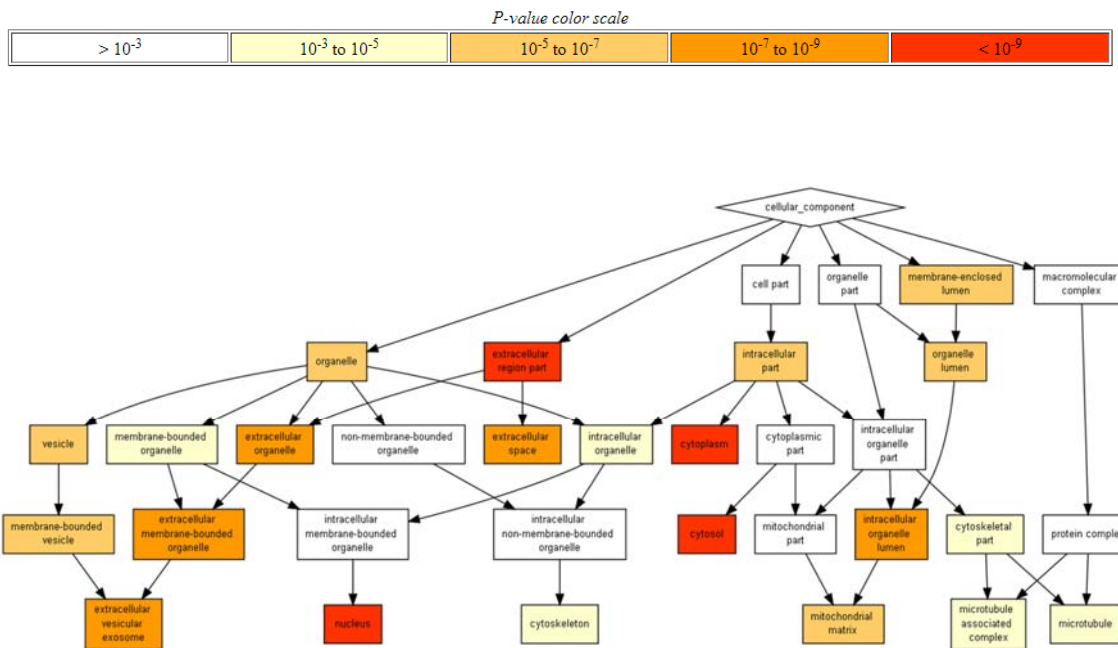 P-value color scale
> 10⁻³ 10⁻³ to 10⁻⁵ 10⁻⁵ to 10⁻⁷ 10⁻⁷ to 10⁻⁹ < 10⁻⁹
cellular_component
cell part
organelle
part
membrane-enclosed
lumen
macromolecular
complex
organelle
extracellular
region part
intracellular
part
organelle
lumen
vesicle
membrane-bounded
organelle
extracellular
organelle
non-membrane-bounded
organelle
extracellular
space
intracellular
organelle
cytoplasm
cytoplasmic
part
intracellular
organelle
part
membrane-bounded
vesicle
extracellular
membrane-bounded
organelle
intracellular
membrane-bounded
organelle
intracellular
non-membrane-bounded
organelle
cytosol
mitochondrial
part
intracellular
organelle
lumen
cytoskeletal
part
protein comple
extracellular
vesicular
exosome
nucleus
cytoskeleton
mitochondrial
matrix
microtubule
associated
complex
microtubule